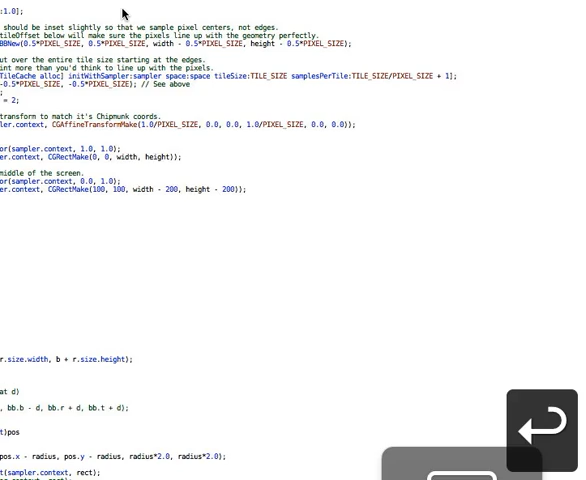 :1.0];
should be inset slightly so that we sample pixel centers, not edges.
tileOffset below will make sure the pixels line up with the geometry perfectly.
BBNew(0.5*PIXEL_SIZE, 0.5*PIXEL_SIZE, width - 0.5*PIXEL_SIZE, height - 0.5*PIXEL_SIZE);
ut over the entire tile size starting at the edges.
int more than you'd think to line up with the pixels.
TileCache alloc] initWithSampler:sampler space:space tileSize:TILE_SIZE samplesPerTile:TILE_SIZE/PIXEL_SIZE + 1];
-0.5*PIXEL_SIZE, -0.5*PIXEL_SIZE); // See above
;
= 2;
transform to match it's Chipmunk coords.
ler.context, CGAffineTransformMake(1.0/PIXEL_SIZE, 0.0, 0.0, 1.0/PIXEL_SIZE, 0.0, 0.0));
or(sampler.context, 1.0, 1.0);
ler.context, CGRectMake(0, 0, width, height));
middle of the screen.
or(sampler.context, 0.0, 1.0);
ler.context, CGRectMake(100, 100, width - 200, height - 200));
r.size.width, b + r.size.height);
at d)
, bb.b - d, bb.r + d, bb.t + d);
t)pos
pos.x - radius, pos.y - radius, radius*2.0, radius*2.0);
t(sampler.context, rect);